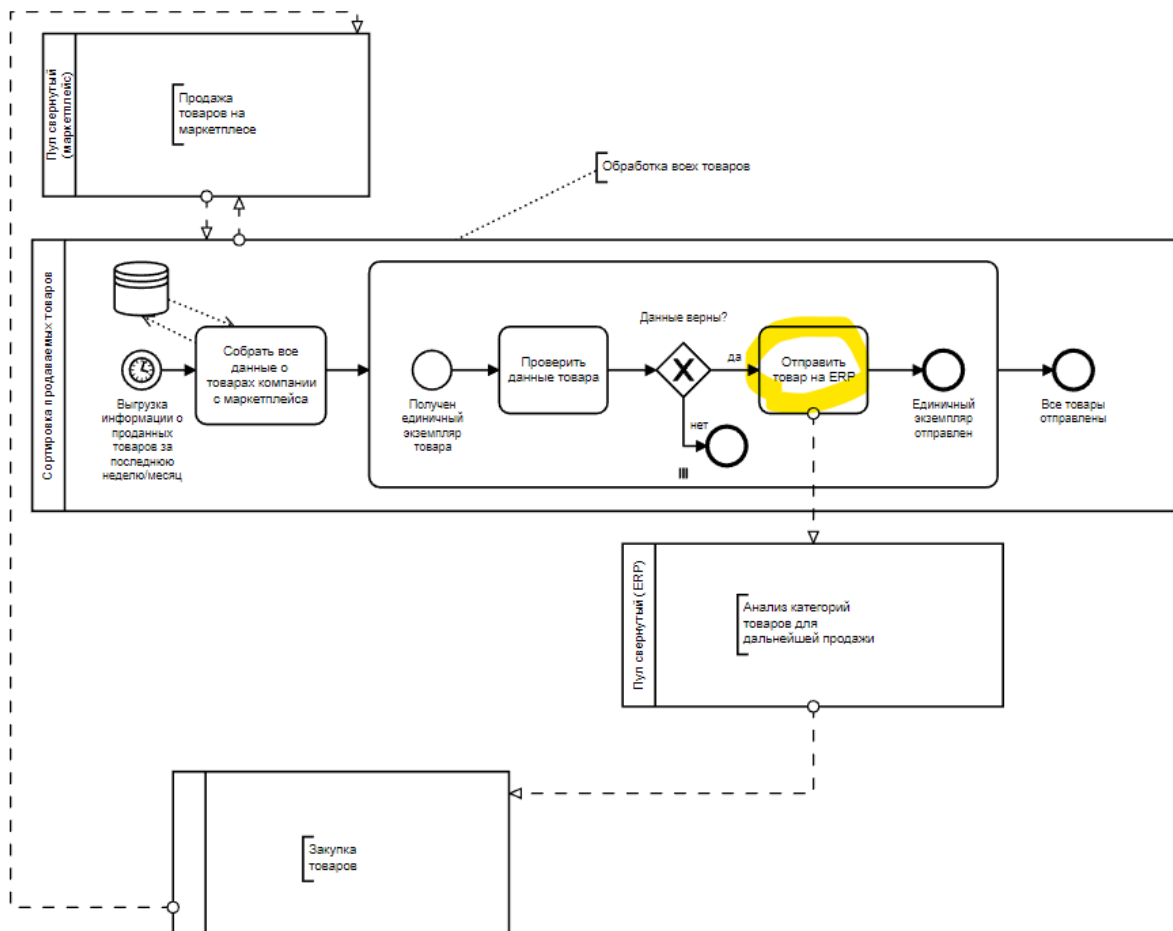 Пул свернутый
(маркетплейс)
Продажа
товаров на
маркетплесе
Обработка всех товаров
Сортировка продаваемых товаров
Выгрузка
информации о
проданных
товаров за
последнюю
неделю/месяц
Собрать все
данные о
товарах компании
с маркетплейса
Получен
единичный
экземпляр
товара
Проверить
данные товара
Данные верны?
да
нет
Отправить
товар на ERP
Единичный
экземпляр
отправлен
Все товары
отправлены
Пул свернутый (ERP)
Анализ категорий
товаров для
дальнейшей продажи
Закупка
товаров